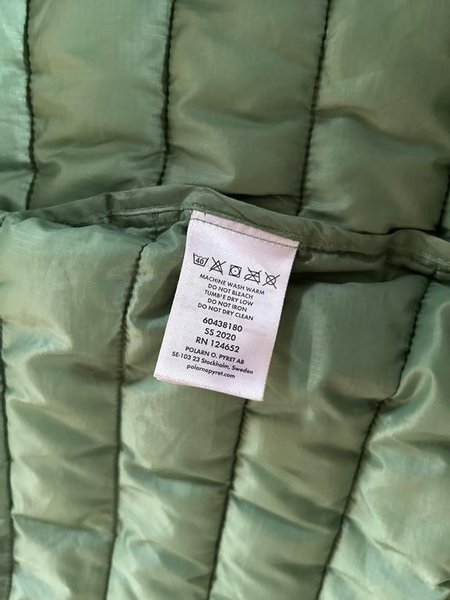 40
MACHINE WASH WARM
DO NOT BLEACH
TUMBLE DRY LOW
DO NOT IRON
DO NOT DRY CLEAN
60438180
SS 2020
RN 124652
POLARN O. PYRET AB
SE-103 23 Stockholm, Sweden
polarnopyret.com